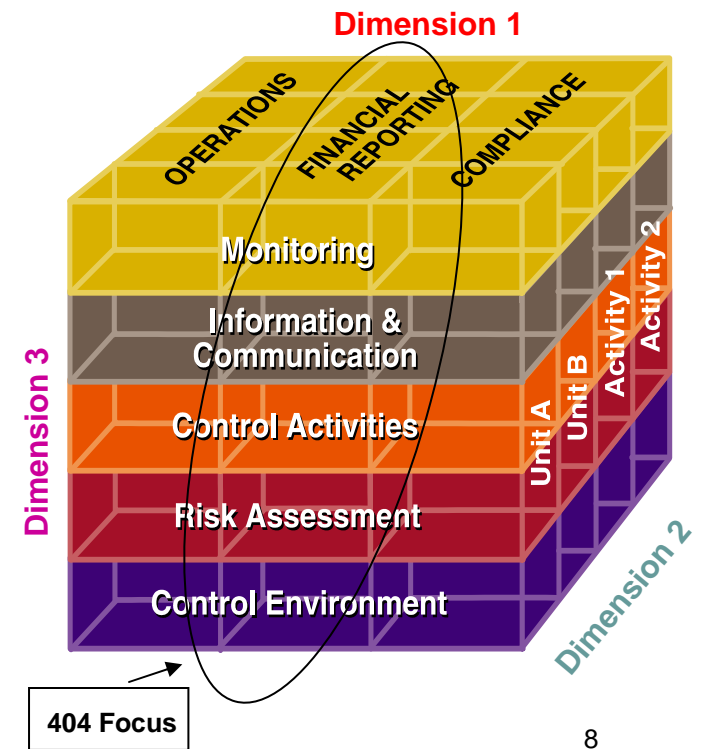 Dimension 1
OPERATIONS
FINANCIAL
REPORTING
COMPLIANCE
Monitoring
Information &
Communication
Control Activities
Risk Assessment
Control Environment
Unit A
Unit B
Activity 1
Activity 2
Dimension 3
Dimension 2
404 Focus
8